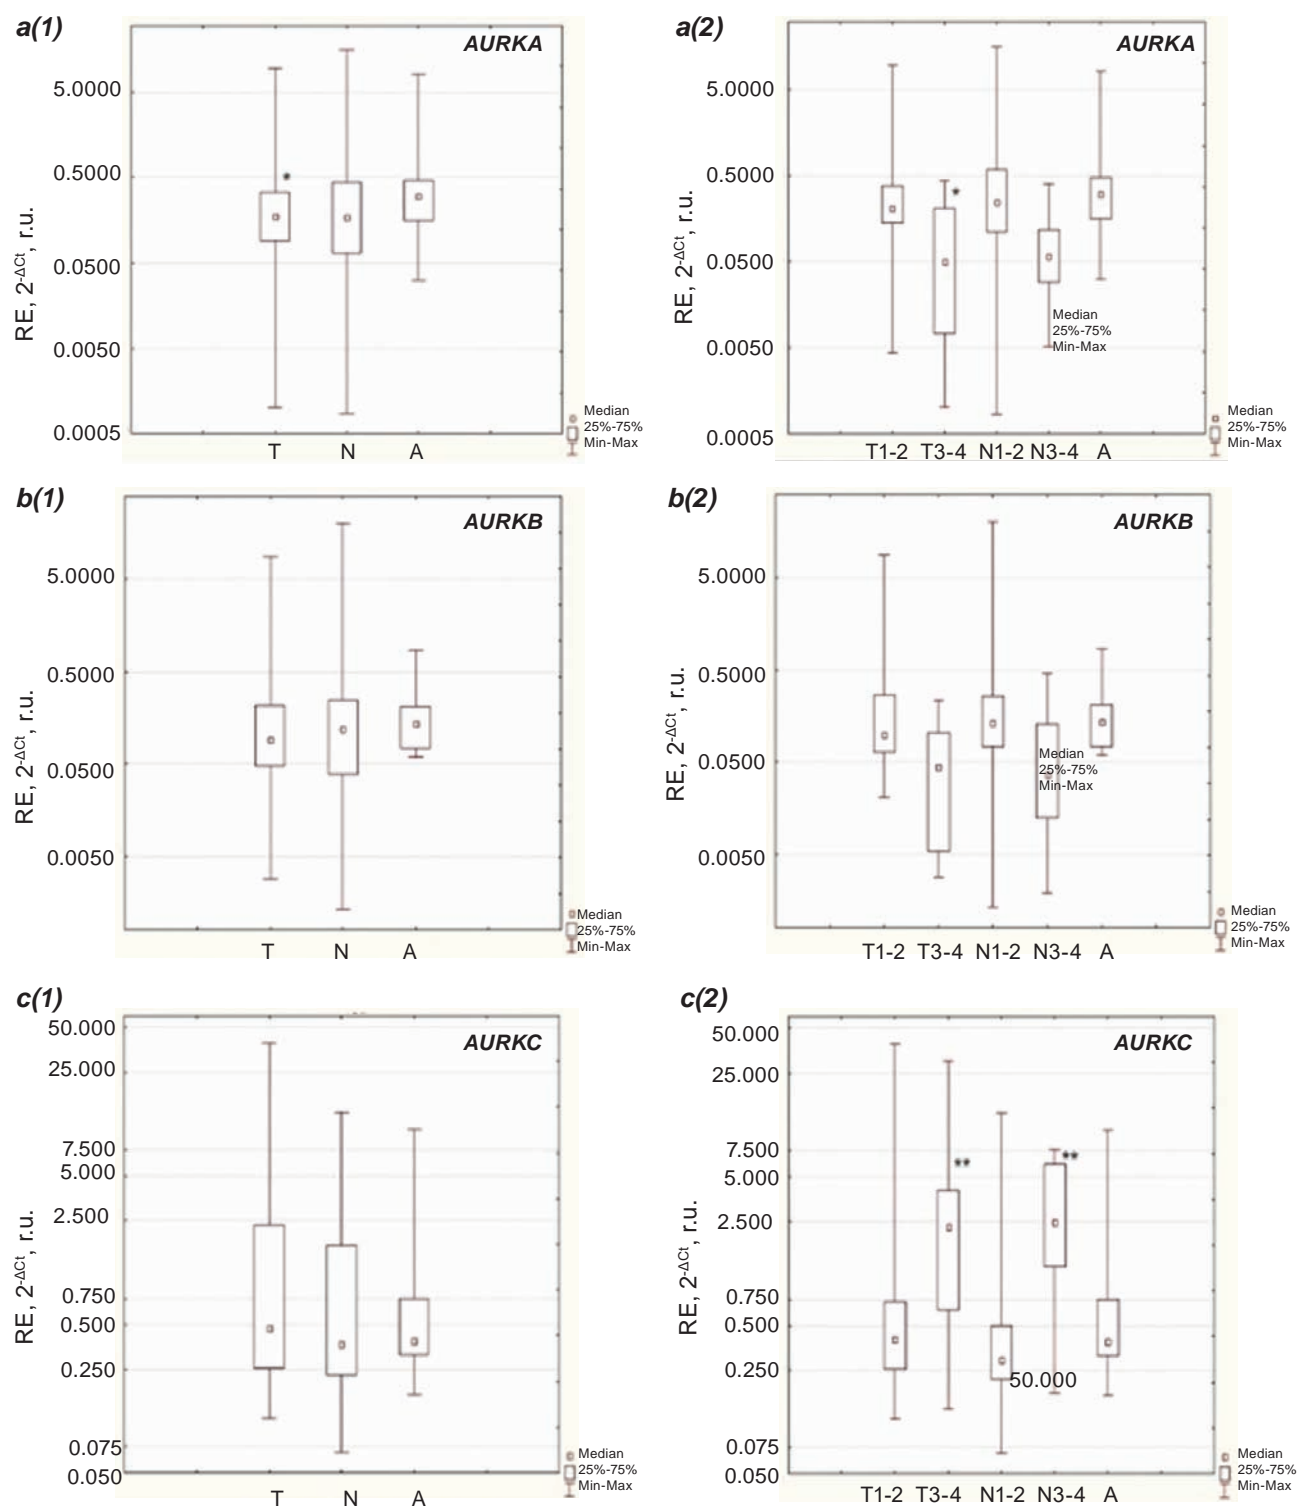 a(1)
AURKA
5.0000
0.5000
0.0500
0.0050
0.0005
RE, 2-ΔCt, r.u.
*
T N A
Median
25%-75%
Min-Max
a(2)
AURKA
5.0000
0.5000
0.0500
0.0050
0.0005
RE, 2-ΔCt, r.u.
*
Median
25%-75%
Min-Max
T1-2 T3-4 N1-2 N3-4 A
Median
25%-75%
Min-Max
b(1)
AURKB
5.0000
0.5000
0.0500
0.0050
RE, 2-ΔCt, r.u.
T N A
Median
25%-75%
Min-Max
b(2)
AURKB
5.0000
0.5000
0.0500
0.0050
RE, 2-ΔCt, r.u.
Median
25%-75%
Min-Max
T1-2 T3-4 N1-2 N3-4 A
Median
25%-75%
Min-Max
c(1)
AURKC
50.000
25.000
7.500
5.000
2.500
0.750
0.500
0.250
0.075
0.050
RE, 2-ΔCt, r.u.
T N A
Median
25%-75%
Min-Max
c(2)
AURKC
50.000
25.000
7.500
5.000
2.500
0.750
0.500
0.250
0.075
0.050
RE, 2-ΔCt, r.u.
**
**
50.000
T1-2 T3-4 N1-2 N3-4 A
Median
25%-75%
Min-Max